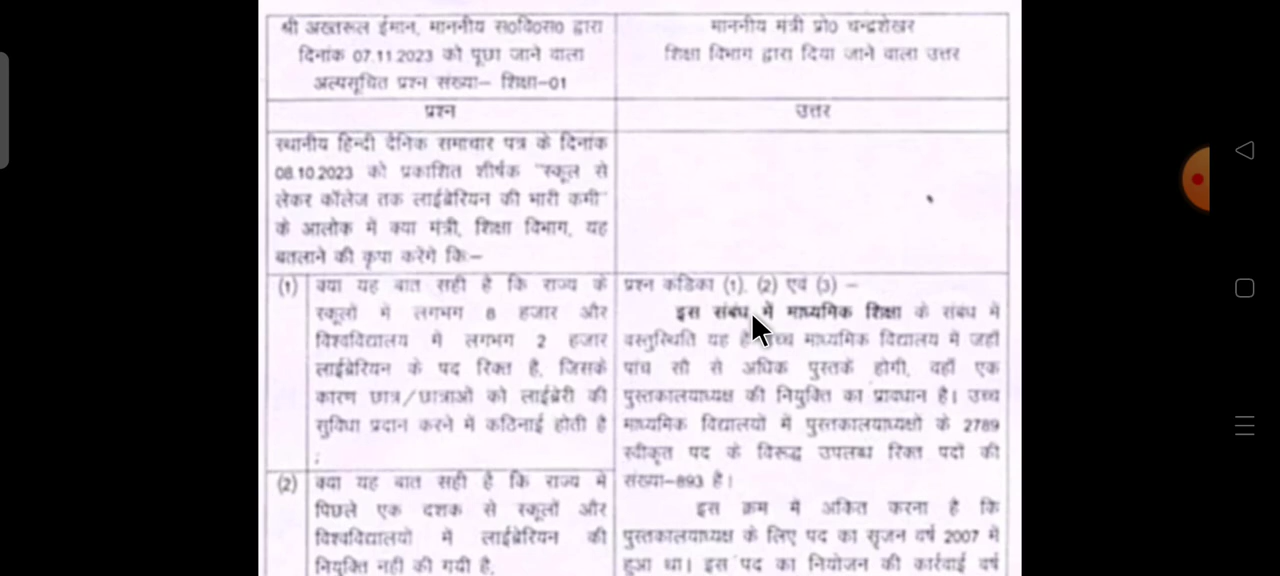 श्री अख्तरूल ईमान, माननीय स०वि०स० द्वारा
दिनांक 07.11.2023 को पूछा जाने वाला
अल्पसूचित प्रश्न संख्या– शिक्षा-01
माननीय मंत्री प्रो० चन्द्रशेखर
शिक्षा विभाग द्वारा दिया जाने वाला उत्तर
प्रश्न
उत्तर
स्थानीय हिन्दी दैनिक समाचार पत्र के दिनांक
08.10.2023 को प्रकाशित शीर्षक "स्कूल से
लेकर कॉलेज तक लाईब्रेरियन की भारी कमी"
के आलोक में क्या मंत्री, शिक्षा विभाग, यह
बतलाने की कृपा करेंगे कि:–
(1) क्या यह बात सही है कि राज्य के
स्कूलों में लगभग 8 हजार और
विश्वविद्यालय में लगभग 2 हजार
लाईब्रेरियन के पद रिक्त है, जिसके
कारण छात्र/छात्राओं को लाईब्रेरी की
सुविधा प्रदान करने में कठिनाई होती है
;
(2) क्या यह बात सही है कि राज्य में
पिछले एक दशक से स्कूलों और
विश्वविद्यालयों में लाईब्रेरियन की
नियुक्ति नही की गयी है,
प्रश्न कंडिका (1), (2) एवं (3) –
इस संबंध में माध्यमिक शिक्षा के संबंध में
वस्तुस्थिति यह है उच्च माध्यमिक विद्यालय में जहाँ
पांच सौ से अधिक पुस्तकें होगी, वहाँ एक
पुस्तकालयाध्यक्ष की नियुक्ति का प्रावधान है। उच्च
माध्यमिक विद्यालयों में पुस्तकालयाध्यक्षों के 2789
स्वीकृत पद के विरूद्ध उपलब्ध रिक्त पदों की
संख्या–893 है।
इस क्रम में अंकित करना है कि
पुस्तकालयाध्यक्ष के लिए पद का सृजन वर्ष 2007 में
हुआ था। इस पद का नियोजन की कार्रवाई वर्ष